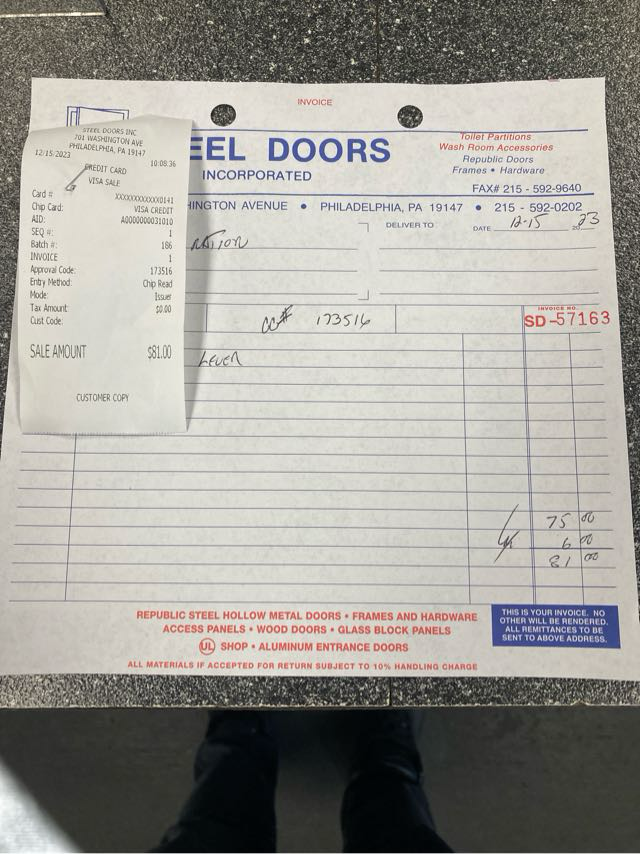 INVOICE
EEL DOORS
INCORPORATED
Toilet Partitions
Wash Room Accessories
Republic Doors
Frames • Hardware
FAX# 215 - 592-9640
HINGTON AVENUE • PHILADELPHIA, PA 19147 • 215 - 592-0202
DELIVER TO
DATE 12-15 2023
STEEL DOORS INC
701 WASHINGTON AVE
PHILADELPHIA, PA 19147
12/15/2023 10:08:36
CREDIT CARD
VISA SALE
Card # XXXXXXXXXXXX0141
Chip Card: VISA CREDIT
AID: A0000000031010
SEQ #: 1
Batch #: 186
INVOICE 1
Approval Code: 173516
Entry Method: Chip Read
Mode: Issuer
Tax Amount: $0.00
Cust Code:
SALE AMOUNT $81.00
CUSTOMER COPY
CC# 173516
INVOICE NO.
SD-57163
LEVER
75 00
6 00
81 00
REPUBLIC STEEL HOLLOW METAL DOORS • FRAMES AND HARDWARE
ACCESS PANELS • WOOD DOORS • GLASS BLOCK PANELS
UL SHOP • ALUMINUM ENTRANCE DOORS
ALL MATERIALS IF ACCEPTED FOR RETURN SUBJECT TO 10% HANDLING CHARGE
THIS IS YOUR INVOICE. NO
OTHER WILL BE RENDERED.
ALL REMITTANCES TO BE
SENT TO ABOVE ADDRESS.